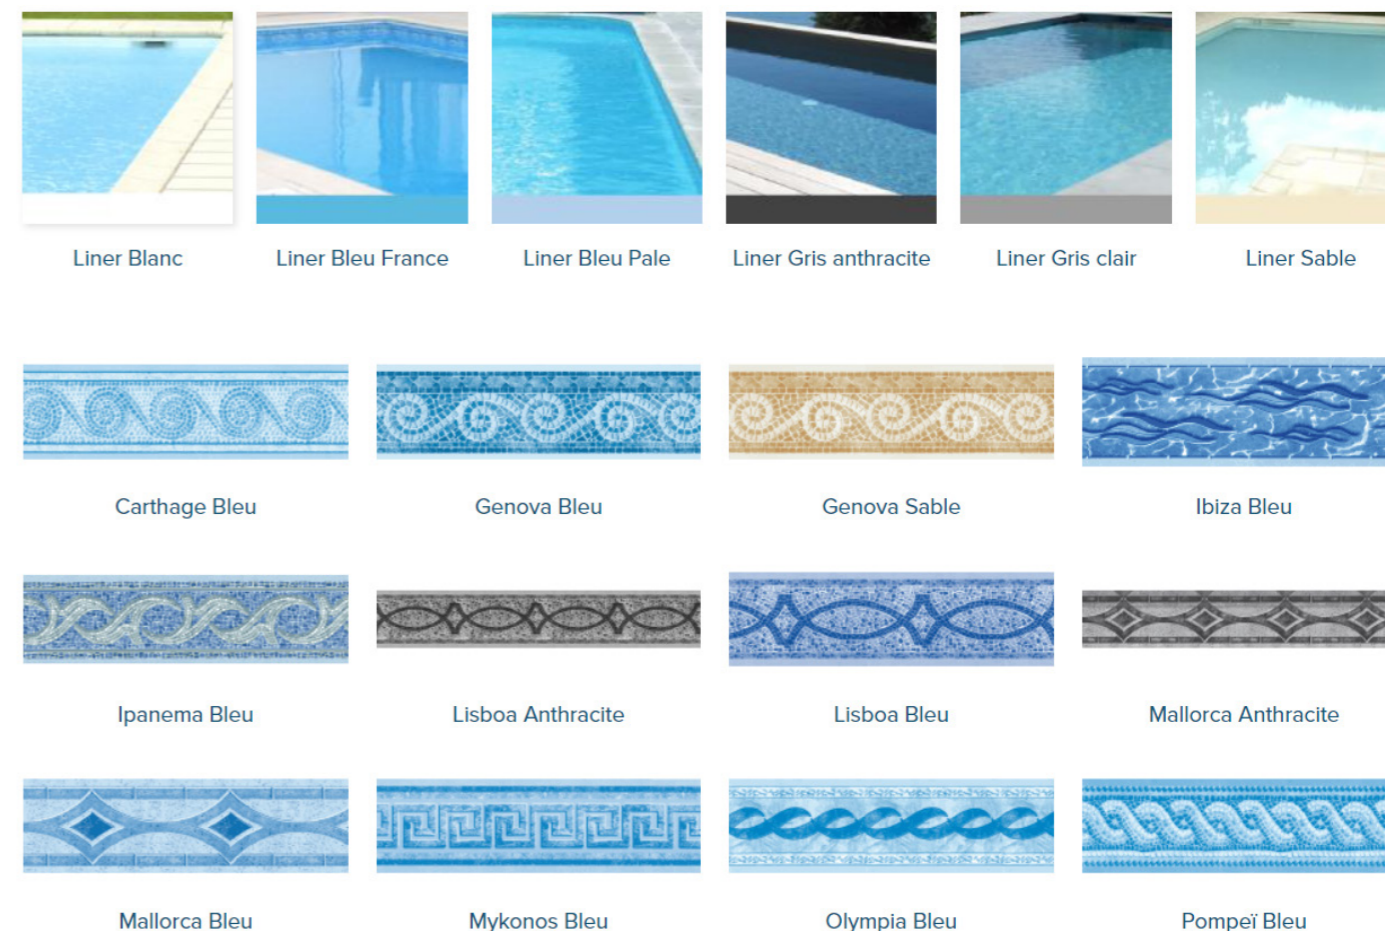 Liner Blanc
Liner Bleu France
Liner Bleu Pale
Liner Gris anthracite
Liner Gris clair
Liner Sable
Carthage Bleu
Genova Bleu
Genova Sable
Ibiza Bleu
Ipanema Bleu
Lisboa Anthracite
Lisboa Bleu
Mallorca Anthracite
Mallorca Bleu
Mykonos Bleu
Olympia Bleu
Pompeï Bleu